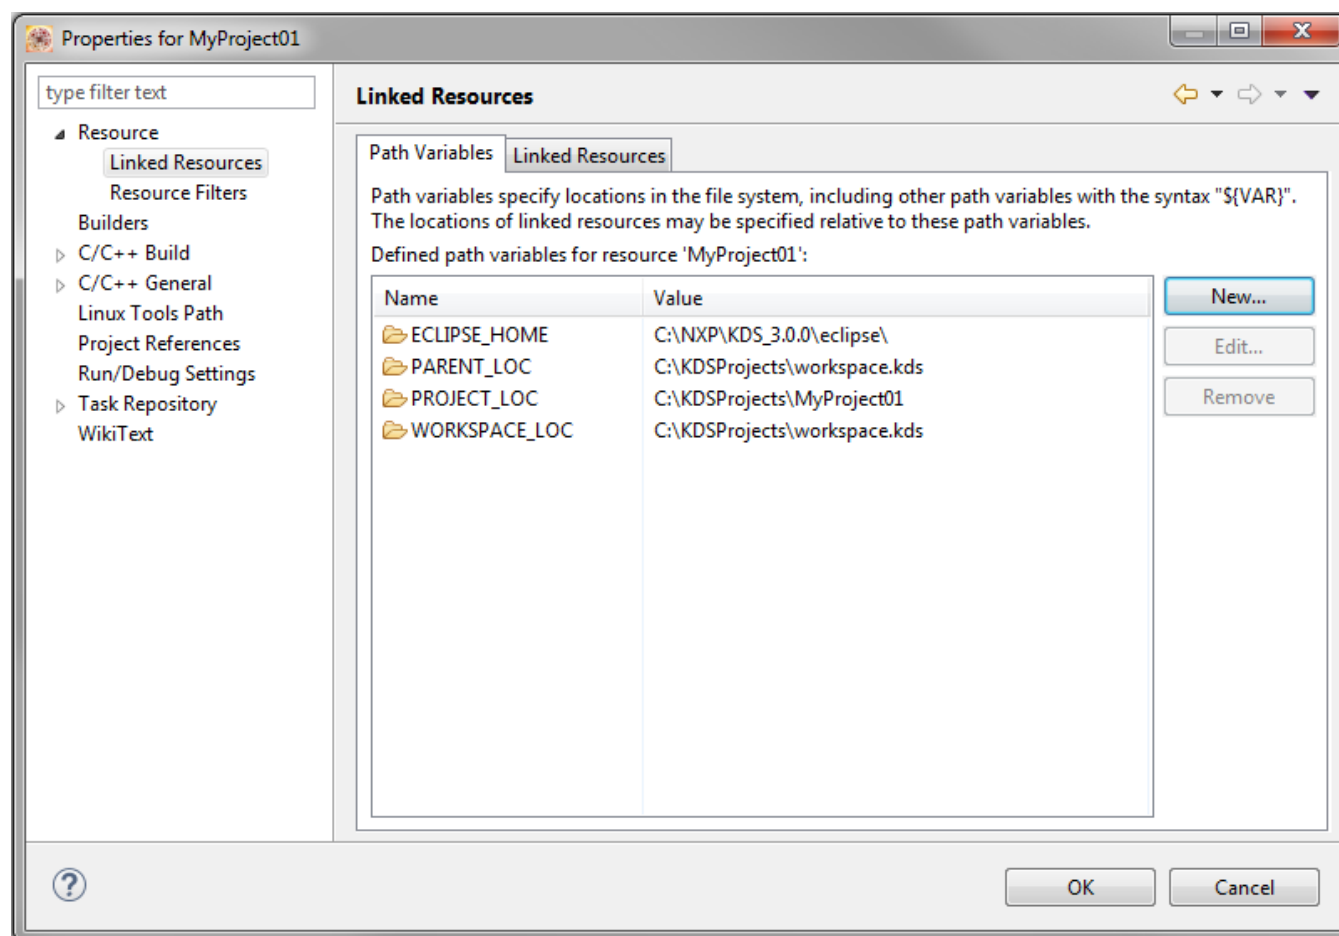 Properties for MyProject01
type filter text
Resource
Linked Resources
Resource Filters
Builders
C/C++ Build
C/C++ General
Linux Tools Path
Project References
Run/Debug Settings
Task Repository
WikiText
Linked Resources
Path Variables
Linked Resources
Path variables specify locations in the file system, including other path variables with the syntax "${VAR}".
The locations of linked resources may be specified relative to these path variables.
Defined path variables for resource 'MyProject01':
Name Value
ECLIPSE_HOME C:\NXP\KDS_3.0.0\eclipse\
PARENT_LOC C:\KDSProjects\workspace.kds
PROJECT_LOC C:\KDSProjects\MyProject01
WORKSPACE_LOC C:\KDSProjects\workspace.kds
New...
Edit...
Remove
?
OK
Cancel